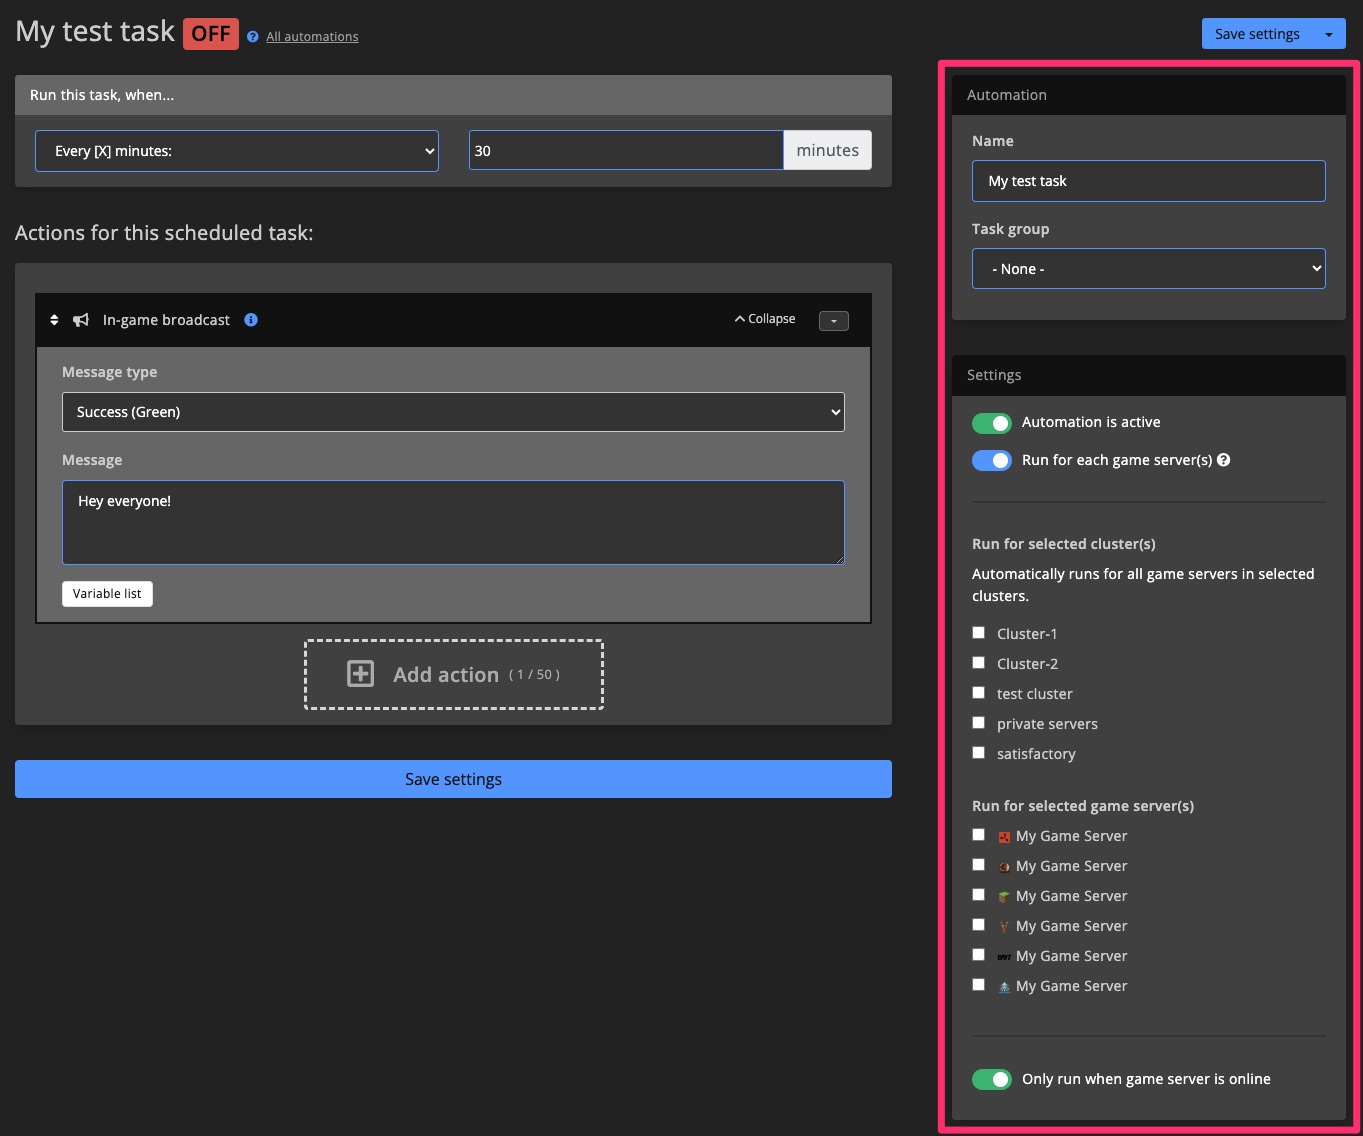 My test task OFF All automations
Save settings
Run this task, when...
Every [X] minutes:
30 minutes
Actions for this scheduled task:
In-game broadcast
Collapse
Message type
Success (Green)
Message
Hey everyone!
Variable list
Add action ( 1 / 50 )
Save settings
Automation
Name
My test task
Task group
- None -
Settings
Automation is active
Run for each game server(s)
Run for selected cluster(s)
Automatically runs for all game servers in selected
clusters.
Cluster-1
Cluster-2
test cluster
private servers
satisfactory
Run for selected game server(s)
My Game Server
My Game Server
My Game Server
My Game Server
My Game Server
My Game Server
Only run when game server is online